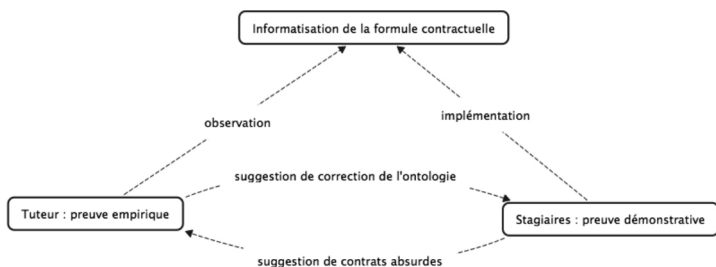 Informatisation de la formule contractuelle
observation
implémentation
suggestion de correction de l'ontologie
Tuteur : preuve empirique
Stagiaires : preuve démonstrative
suggestion de contrats absurdes